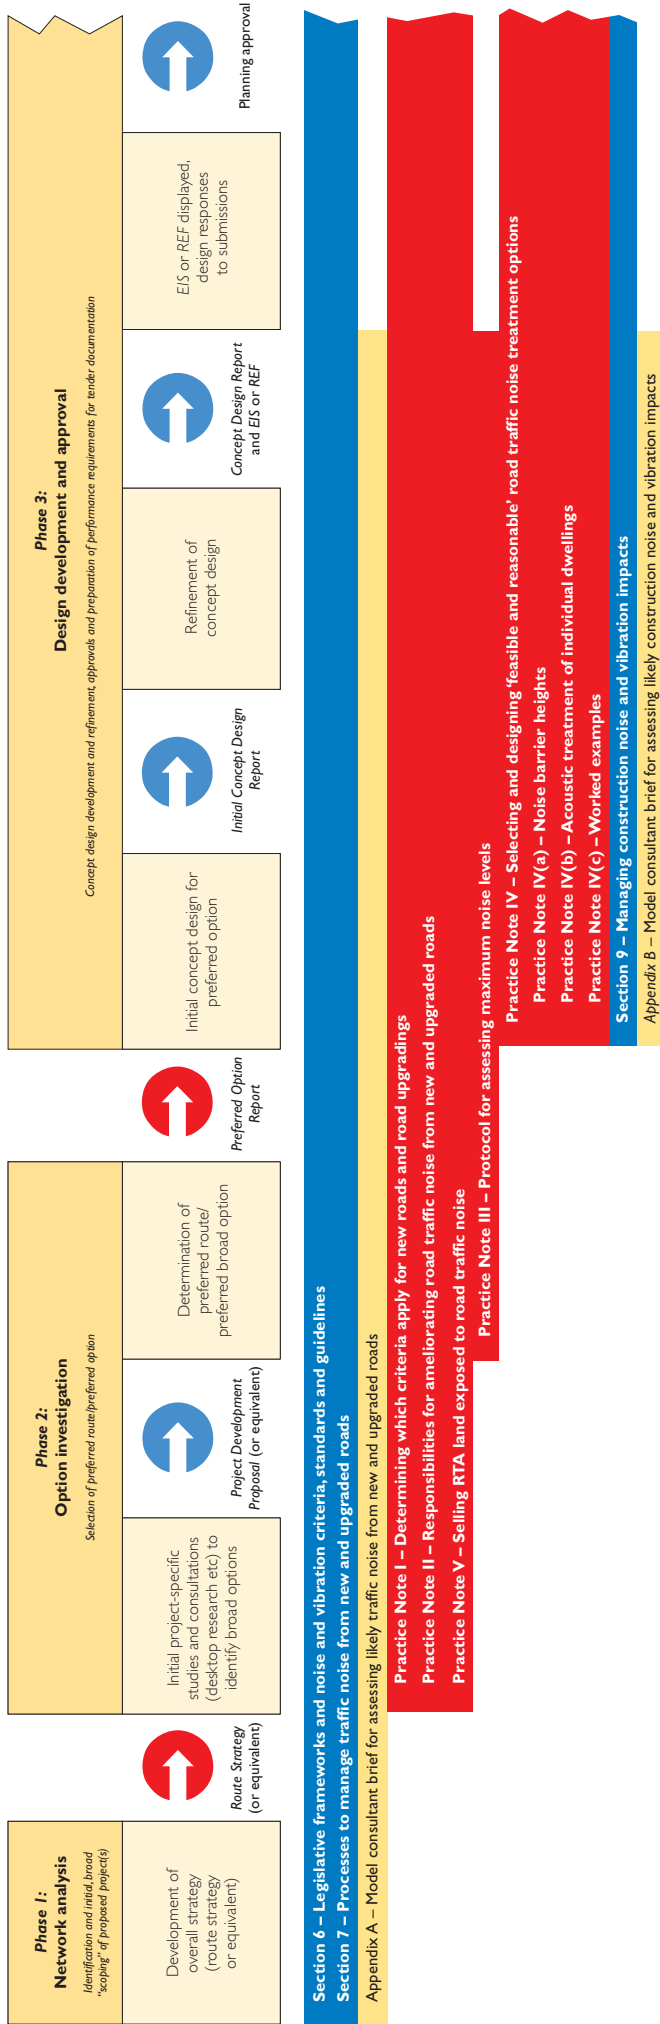 Phase 1:
Network analysis
Identification and initial, broad
"scoping" of proposed project(s)
Development of
overall strategy
(route strategy
or equivalent)
Route Strategy
(or equivalent)
Phase 2:
Option investigation
Selection of preferred route/preferred option
Initial project-specific
studies and consultations
(desktop research etc) to
identify broad options
Project Development
Proposal (or equivalent)
Determination of
preferred route/
preferred broad option
Preferred Option
Report
Phase 3:
Design development and approval
Concept design development and refinement, approvals and preparation of performance requirements for tender documentation
Initial concept design for
preferred option
Initial Concept Design
Report
Refinement of
concept design
Concept Design Report
and EIS or REF
EIS or REF displayed,
design responses
to submissions
Planning approval
Section 6 – Legislative frameworks and noise and vibration criteria, standards and guidelines
Section 7 – Processes to manage traffic noise from new and upgraded roads
Appendix A – Model consultant brief for assessing likely traffic noise from new and upgraded roads
Practice Note I – Determining which criteria apply for new roads and road upgradings
Practice Note II – Responsibilities for ameliorating road traffic noise from new and upgraded roads
Practice Note V – Selling RTA land exposed to road traffic noise
Practice Note III – Protocol for assessing maximum noise levels
Practice Note IV – Selecting and designing 'feasible and reasonable' road traffic noise treatment options
Practice Note IV(a) – Noise barrier heights
Practice Note IV(b) – Acoustic treatment of individual dwellings
Practice Note IV(c) – Worked examples
Section 9 – Managing construction noise and vibration impacts
Appendix B – Model consultant brief for assessing likely construction noise and vibration impacts